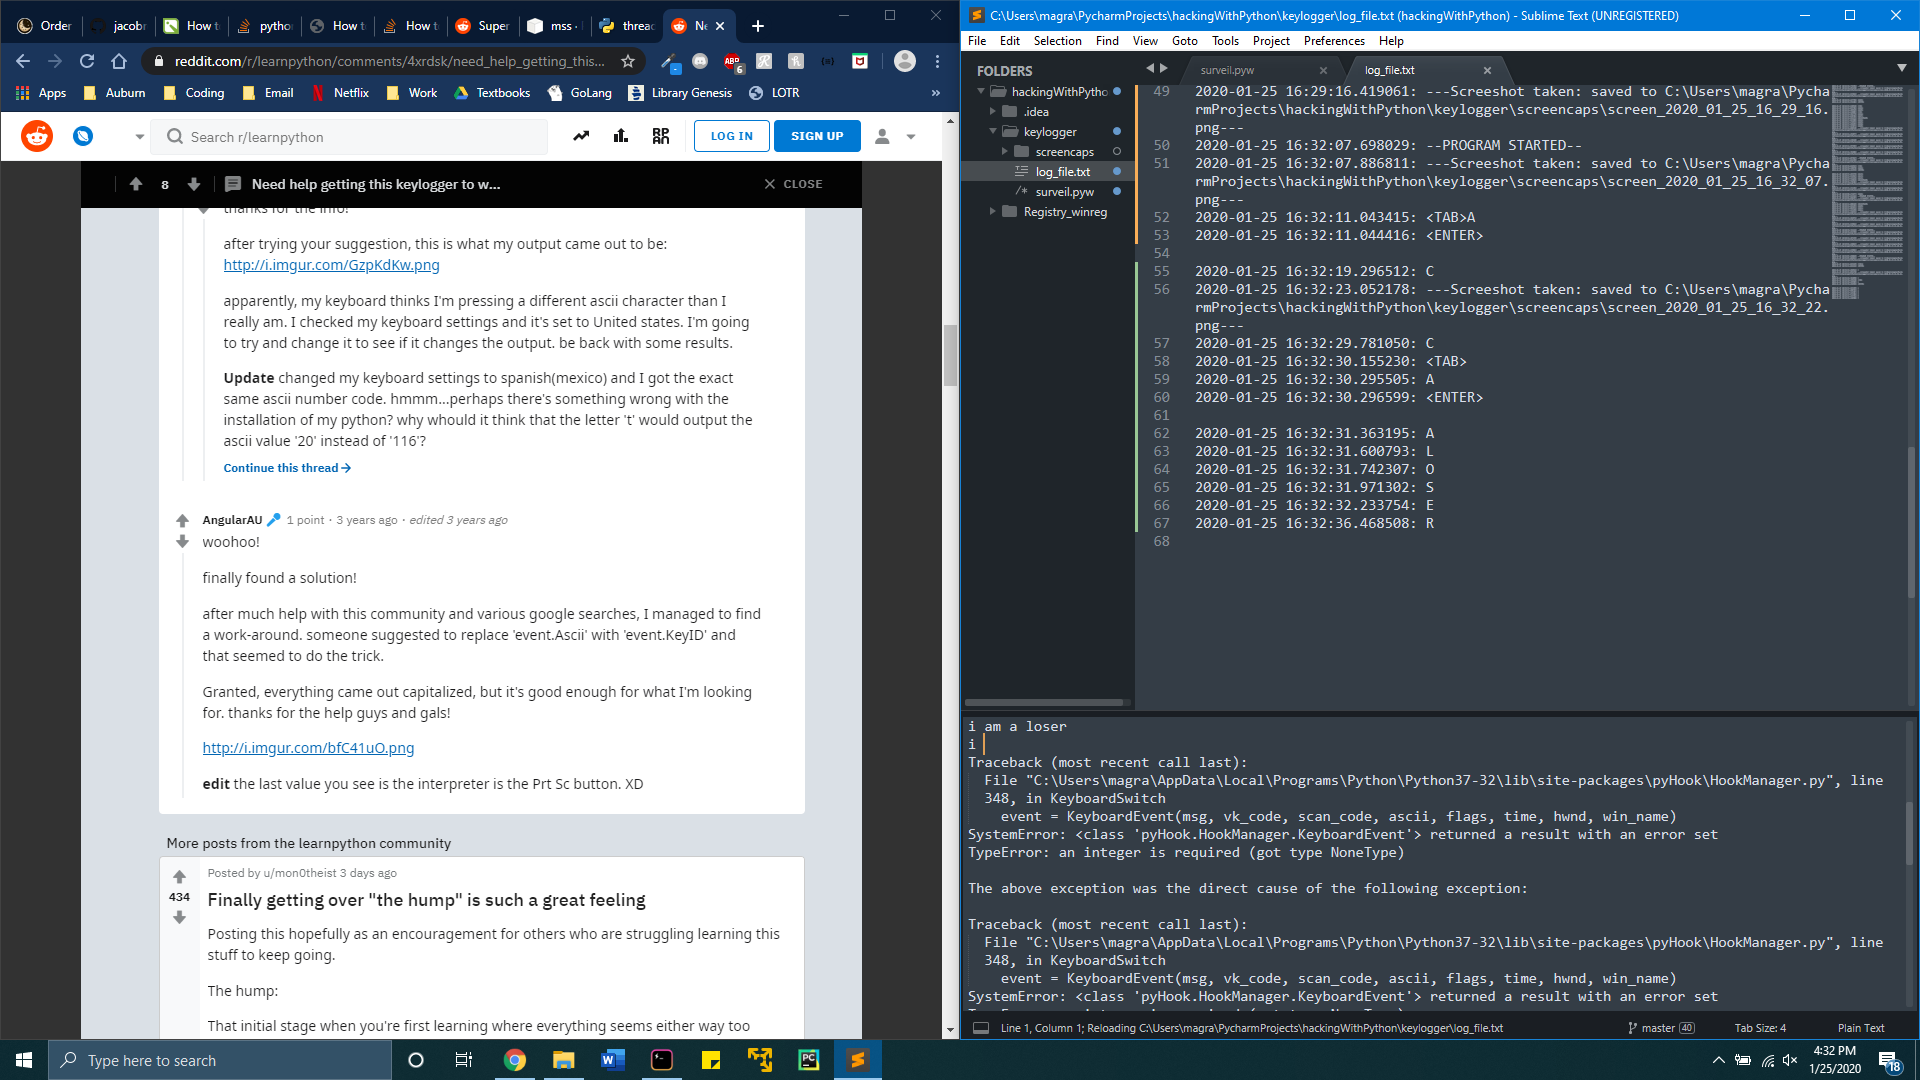 Order
jacobr
How t
pytho
How t
How t
Super
mss ·
threa
Ne
reddit.com/r/learnpython/comments/4xrdsk/need_help_getting_this...
Apps
Auburn
Coding
Email
Netflix
Work
Textbooks
GoLang
Library Genesis
LOTR
»
Search r/learnpython
LOG IN
SIGN UP
8
Need help getting this keylogger to w...
CLOSE
thanks for the info!
after trying your suggestion, this is what my output came out to be:
http://i.imgur.com/GzpKdKw.png
apparently, my keyboard thinks I'm pressing a different ascii character than I
really am. I checked my keyboard settings and it's set to United states. I'm going
to try and change it to see if it changes the output. be back with some results.
Update changed my keyboard settings to spanish(mexico) and I got the exact
same ascii number code. hmmm...perhaps there's something wrong with the
installation of my python? why whould it think that the letter 't' would output the
ascii value '20' instead of '116'?
Continue this thread
AngularAU 1 point · 3 years ago · edited 3 years ago
woohoo!
finally found a solution!
after much help with this community and various google searches, I managed to find
a work-around. someone suggested to replace 'event.Ascii' with 'event.KeyID' and
that seemed to do the trick.
Granted, everything came out capitalized, but it's good enough for what I'm looking
for. thanks for the help guys and gals!
http://i.imgur.com/bfC41uO.png
edit the last value you see is the interpreter is the Prt Sc button. XD
More posts from the learnpython community
Posted by u/mon0theist 3 days ago
434
Finally getting over "the hump" is such a great feeling
Posting this hopefully as an encouragement for others who are struggling learning this
stuff to keep going.
The hump:
That initial stage when you're first learning where everything seems either way too
C:\Users\magra\PycharmProjects\hackingWithPython\keylogger\log_file.txt (hackingWithPython) - Sublime Text (UNREGISTERED)
File Edit Selection Find View Goto Tools Project Preferences Help
FOLDERS
hackingWithPytho
.idea
keylogger
screencaps
log_file.txt
surveil.pyw
Registry_winreg
surveil.pyw
log_file.txt
49 2020-01-25 16:29:16.419061: ---Screeshot taken: saved to C:\Users\magra\Pycha
rmProjects\hackingWithPython\keylogger\screencaps\screen_2020_01_25_16_29_16.
png---
50 2020-01-25 16:32:07.698029: --PROGRAM STARTED--
51 2020-01-25 16:32:07.886811: ---Screeshot taken: saved to C:\Users\magra\Pycha
rmProjects\hackingWithPython\keylogger\screencaps\screen_2020_01_25_16_32_07.
png---
52 2020-01-25 16:32:11.043415: <TAB>A
53 2020-01-25 16:32:11.044416: <ENTER>
54
55 2020-01-25 16:32:19.296512: C
56 2020-01-25 16:32:23.052178: ---Screeshot taken: saved to C:\Users\magra\Pycha
rmProjects\hackingWithPython\keylogger\screencaps\screen_2020_01_25_16_32_22.
png---
57 2020-01-25 16:32:29.781050: C
58 2020-01-25 16:32:30.155230: <TAB>
59 2020-01-25 16:32:30.295505: A
60 2020-01-25 16:32:30.296599: <ENTER>
61
62 2020-01-25 16:32:31.363195: A
63 2020-01-25 16:32:31.600793: L
64 2020-01-25 16:32:31.742307: O
65 2020-01-25 16:32:31.971302: S
66 2020-01-25 16:32:32.233754: E
67 2020-01-25 16:32:36.468508: R
68
i am a loser
i
Traceback (most recent call last):
File "C:\Users\magra\AppData\Local\Programs\Python\Python37-32\lib\site-packages\pyHook\HookManager.py", line
348, in KeyboardSwitch
event = KeyboardEvent(msg, vk_code, scan_code, ascii, flags, time, hwnd, win_name)
SystemError: <class 'pyHook.HookManager.KeyboardEvent'> returned a result with an error set
TypeError: an integer is required (got type NoneType)
The above exception was the direct cause of the following exception:
Traceback (most recent call last):
File "C:\Users\magra\AppData\Local\Programs\Python\Python37-32\lib\site-packages\pyHook\HookManager.py", line
348, in KeyboardSwitch
event = KeyboardEvent(msg, vk_code, scan_code, ascii, flags, time, hwnd, win_name)
SystemError: <class 'pyHook.HookManager.KeyboardEvent'> returned a result with an error set
Line 1, Column 1; Reloading C:\Users\magra\PycharmProjects\hackingWithPython\keylogger\log_file.txt
master 40
Tab Size: 4
Plain Text
Type here to search
4:32 PM
1/25/2020
18